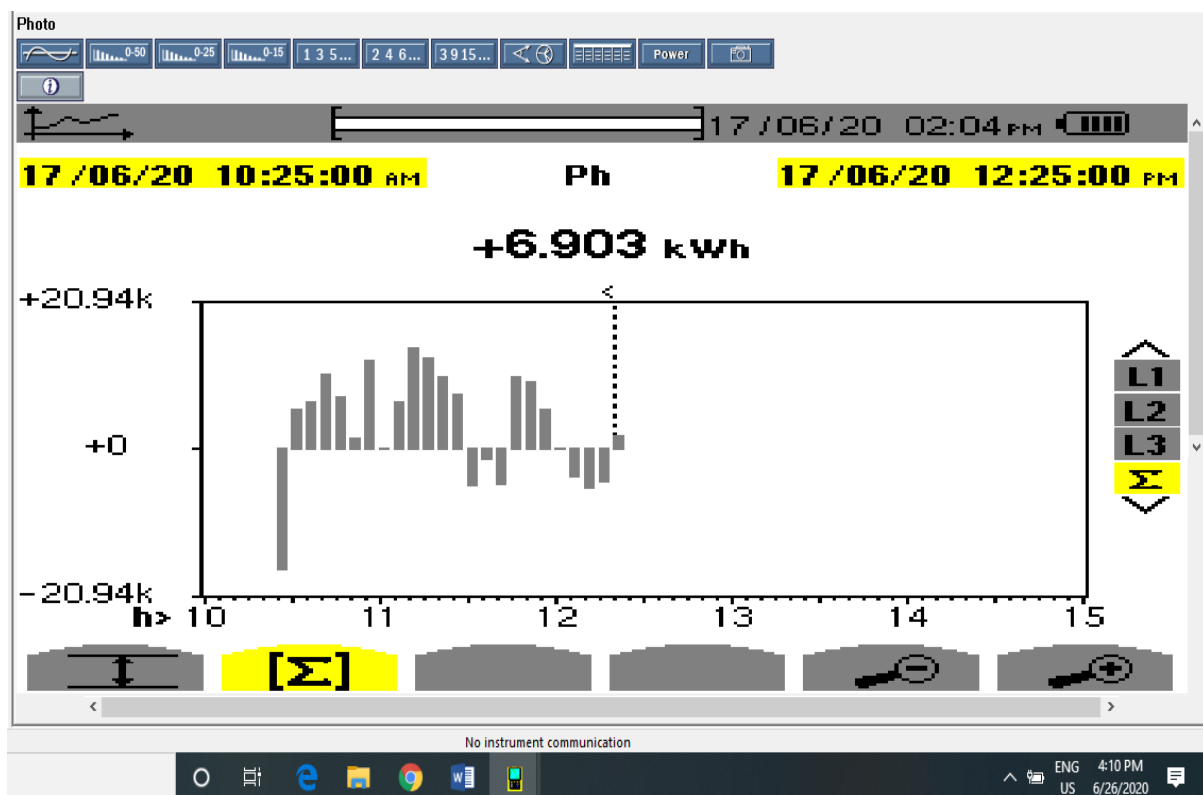 Photo
0-50 0-25 0-15 1 3 5... 2 4 6... 3 9 15... Power
17/06/20 02:04 PM
17/06/20 10:25:00 AM Ph 17/06/20 12:25:00 PM
+6.903 kWh
<
+20.94k
L1
L2
+0 L3
Σ
-20.94k
h> 10 11 12 13 14 15
[Σ]
No instrument communication
ENG 4:10 PM
US 6/26/2020